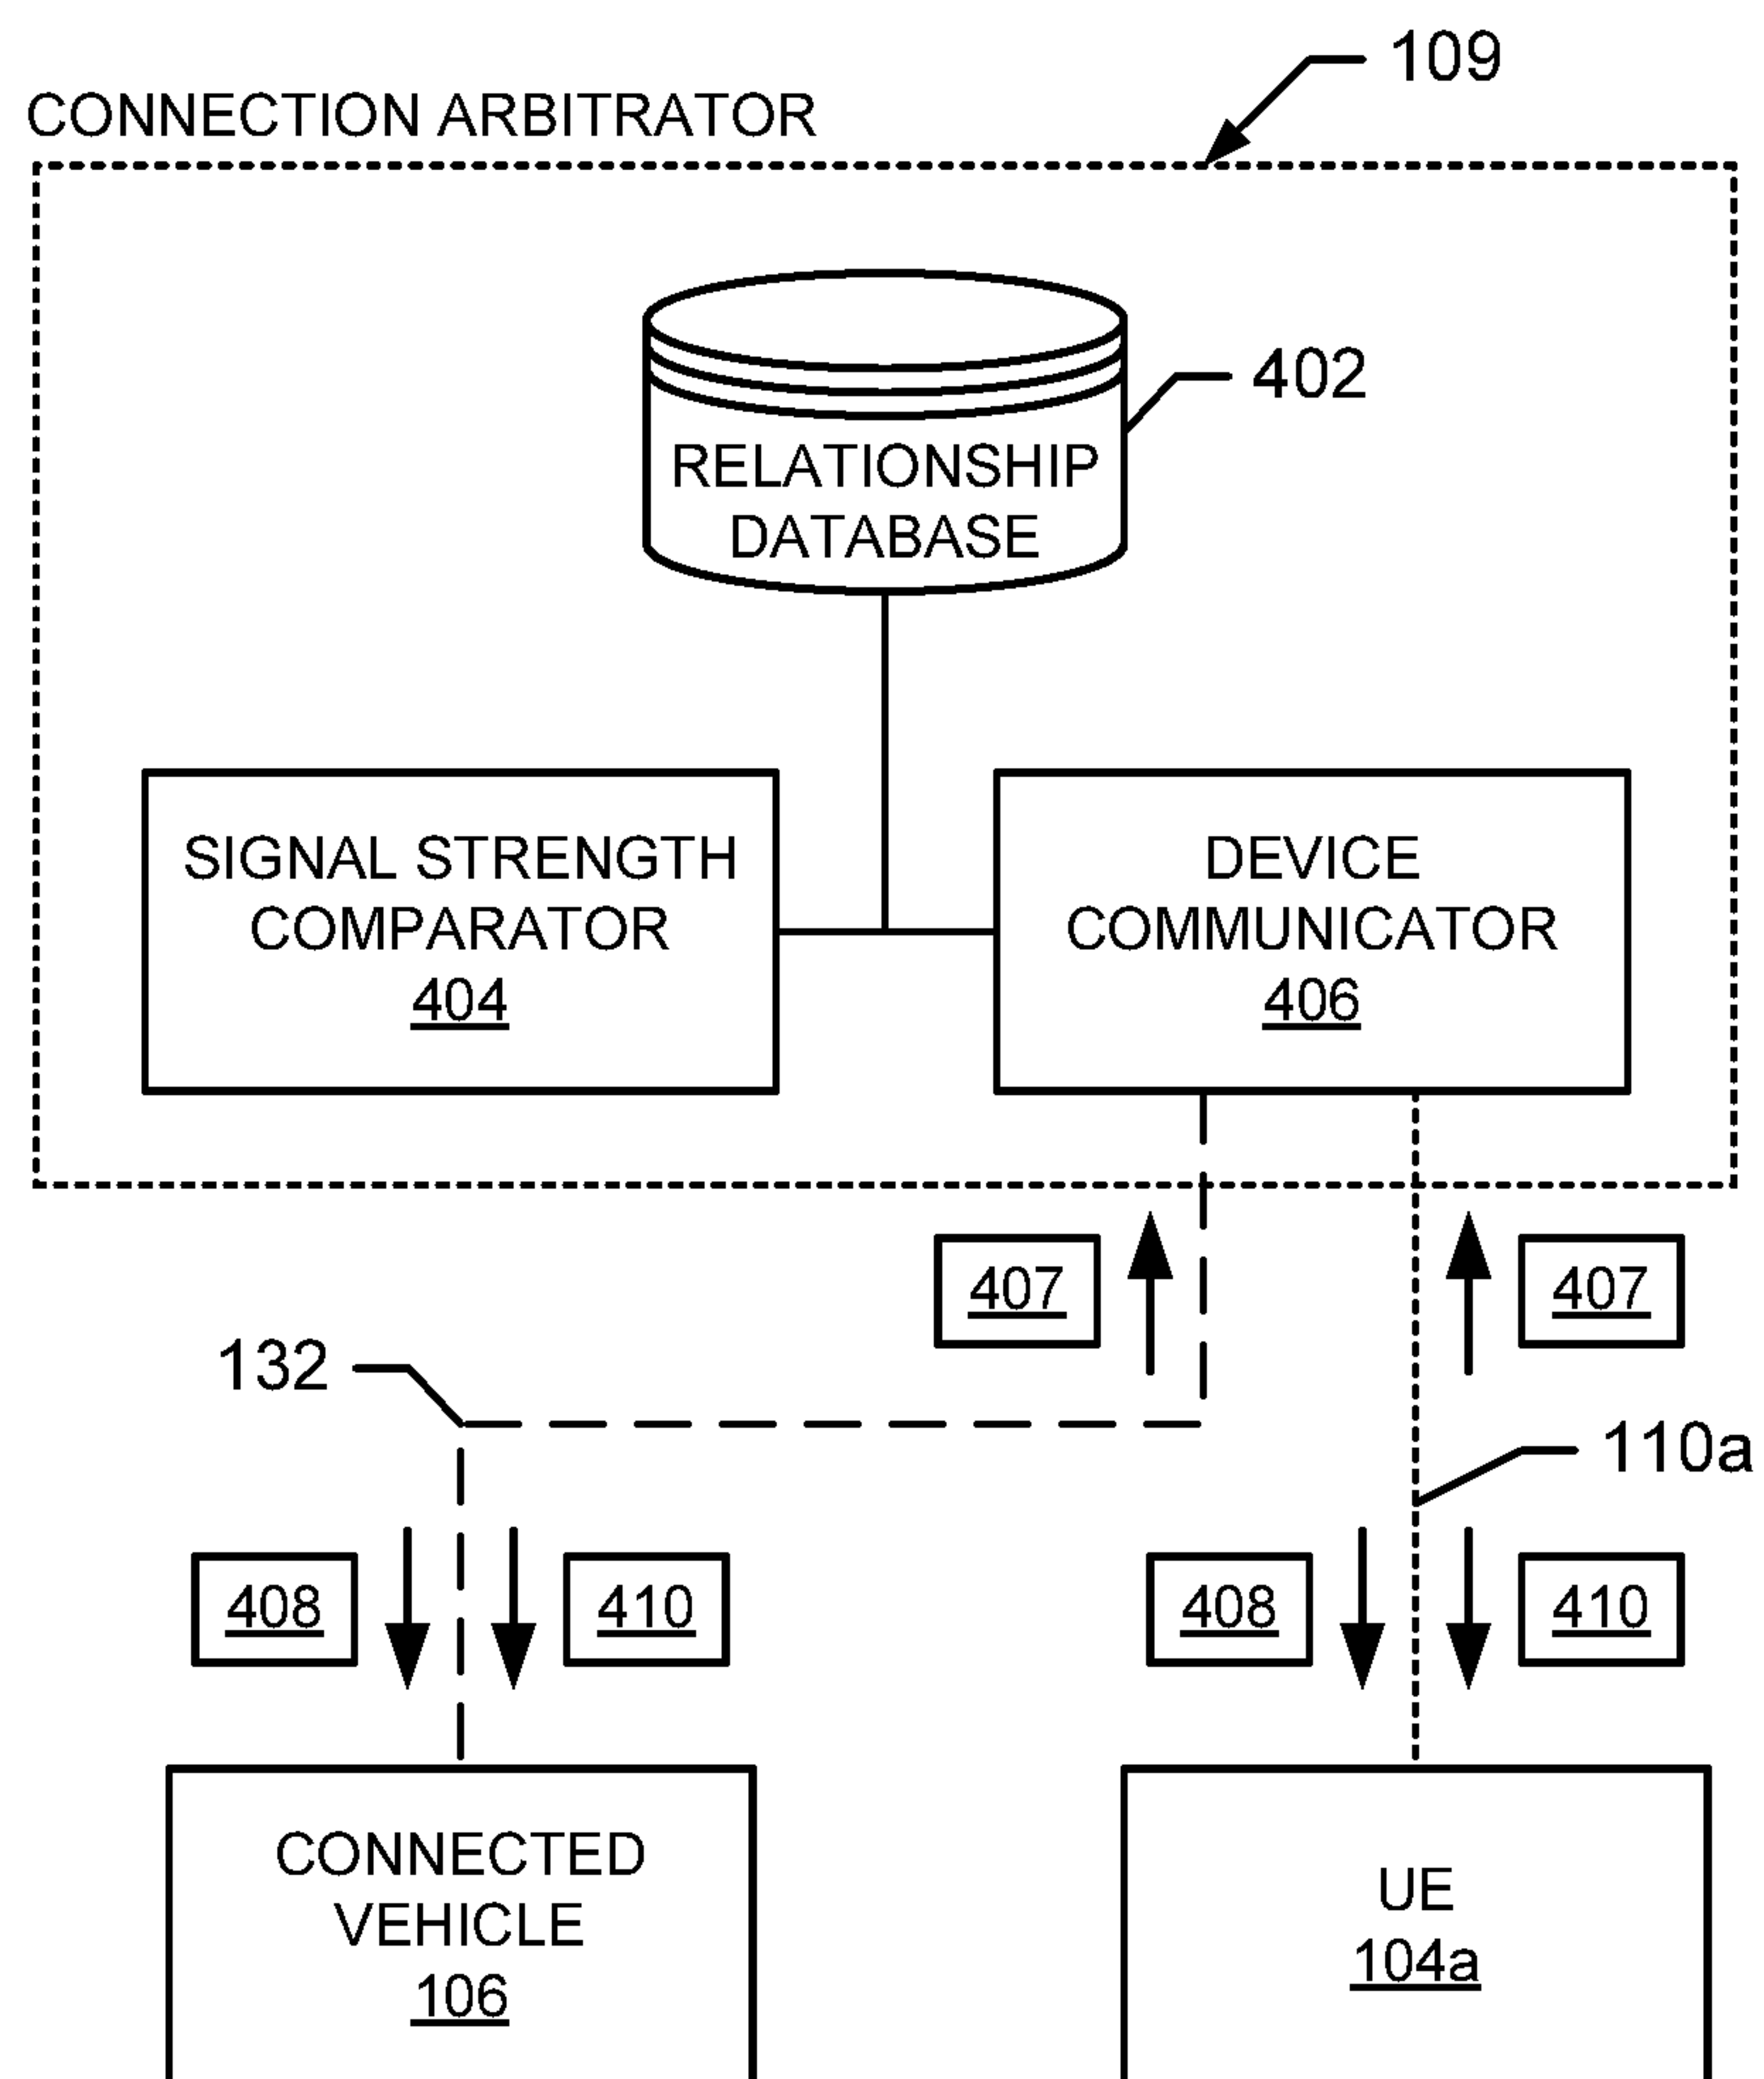 109
CONNECTION ARBITRATOR
402
RELATIONSHIP
DATABASE
SIGNAL STRENGTH
COMPARATOR
404
DEVICE
COMMUNICATOR
406
407
407
132
110a
408
410
408
410
CONNECTED
VEHICLE
106
UE
104a